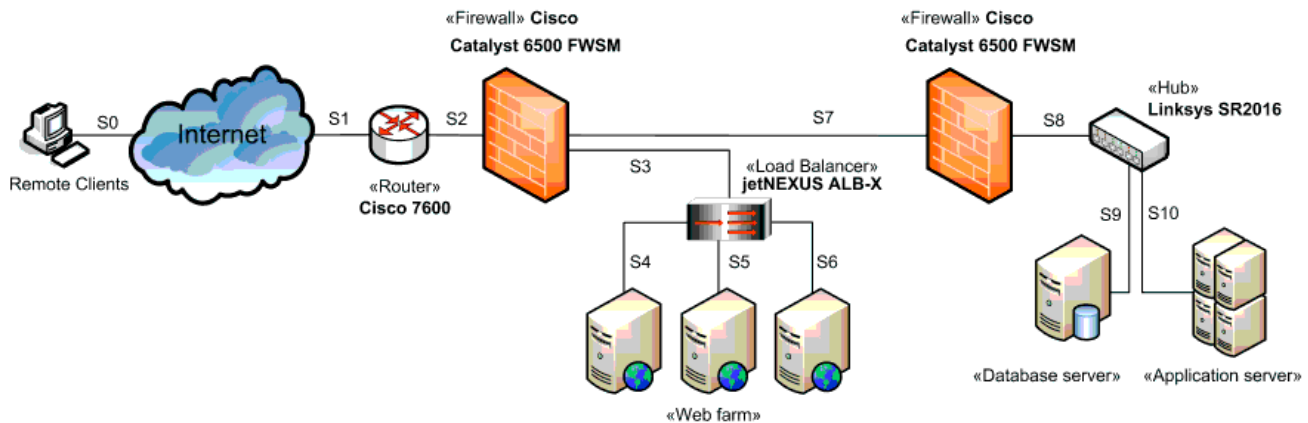 «Firewall» Cisco
Catalyst 6500 FWSM
«Firewall» Cisco
Catalyst 6500 FWSM
«Hub»
Linksys SR2016
S0
Internet
S1
S2
S7
S8
Remote Clients
«Router»
Cisco 7600
S3
«Load Balancer»
jetNEXUS ALB-X
S4
S5
S6
S9
S10
«Database server»
«Application server»
«Web farm»